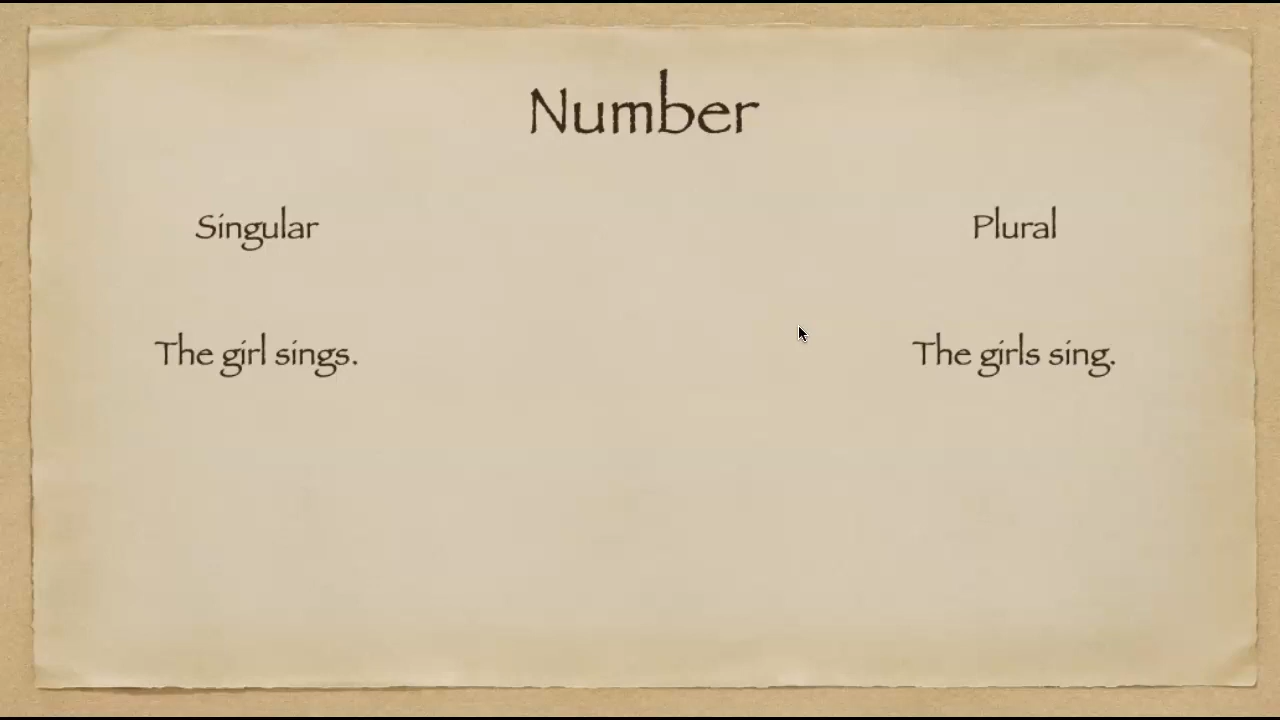 Number
Singular
Plural
The girl sings.
The girls sing.